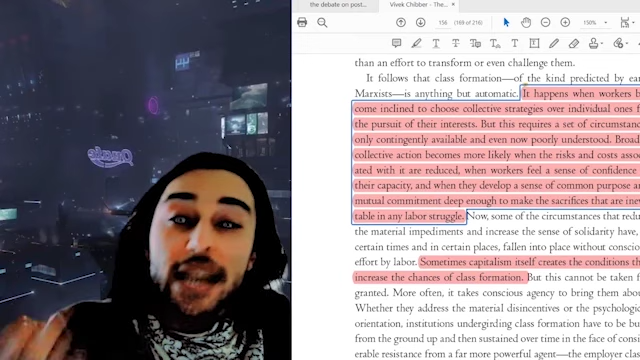 the debate on post...
Vivek Chibber - The...
156
(169 of 216)
150%
than an effort to transform or even challenge them.
It follows that class formation—of the kind predicted by ear
Marxists—is anything but automatic. It happens when workers b
come inclined to choose collective strategies over individual ones f
the pursuit of their interests. But this requires a set of circumstan
only contingently available and even now poorly understood. Broad
collective action becomes more likely when the risks and costs asso
ated with it are reduced, when workers feel a sense of confidence
their capacity, and when they develop a sense of common purpose a
mutual commitment deep enough to make the sacrifices that are ine
table in any labor struggle. Now, some of the circumstances that redu
the material impediments and increase the sense of solidarity have,
certain times and in certain places, fallen into place without conscio
effort by labor. Sometimes capitalism itself creates the conditions th
increase the chances of class formation. But this cannot be taken f
granted. More often, it takes conscious agency to bring them abou
Whether they address the material disincentives or the psycholog
orientation, institutions undergirding class formation have to be bu
from the ground up and then sustained over time in the face of consi
erable resistance from a far more powerful agent—the employer clas